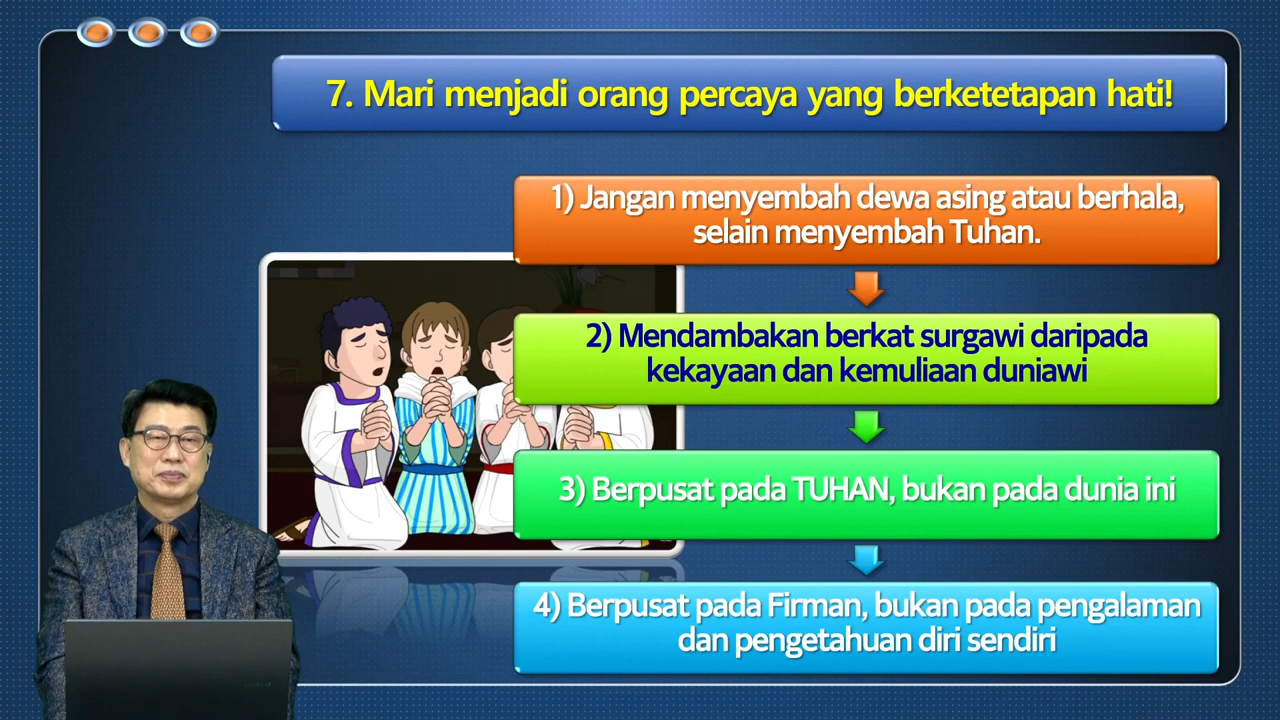 7. Mari menjadi orang percaya yang berketetapan hati!
1) Jangan menyembah dewa asing atau berhala,
selain menyembah Tuhan.
2) Mendambakan berkat surgawi daripada
kekayaan dan kemuliaan duniawi
3) Berpusat pada TUHAN, bukan pada dunia ini
4) Berpusat pada Firman, bukan pada pengalaman
dan pengetahuan diri sendiri